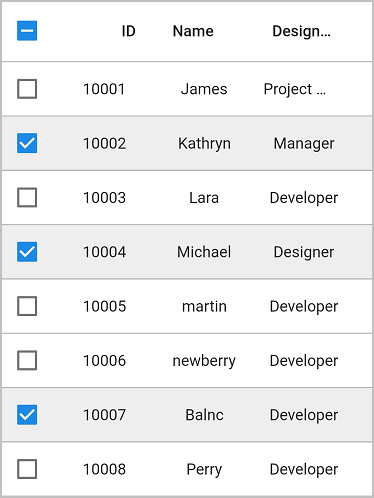 ID Name Design...
10001 James Project ...
10002 Kathryn Manager
10003 Lara Developer
10004 Michael Designer
10005 martin Developer
10006 newberry Developer
10007 Balnc Developer
10008 Perry Developer